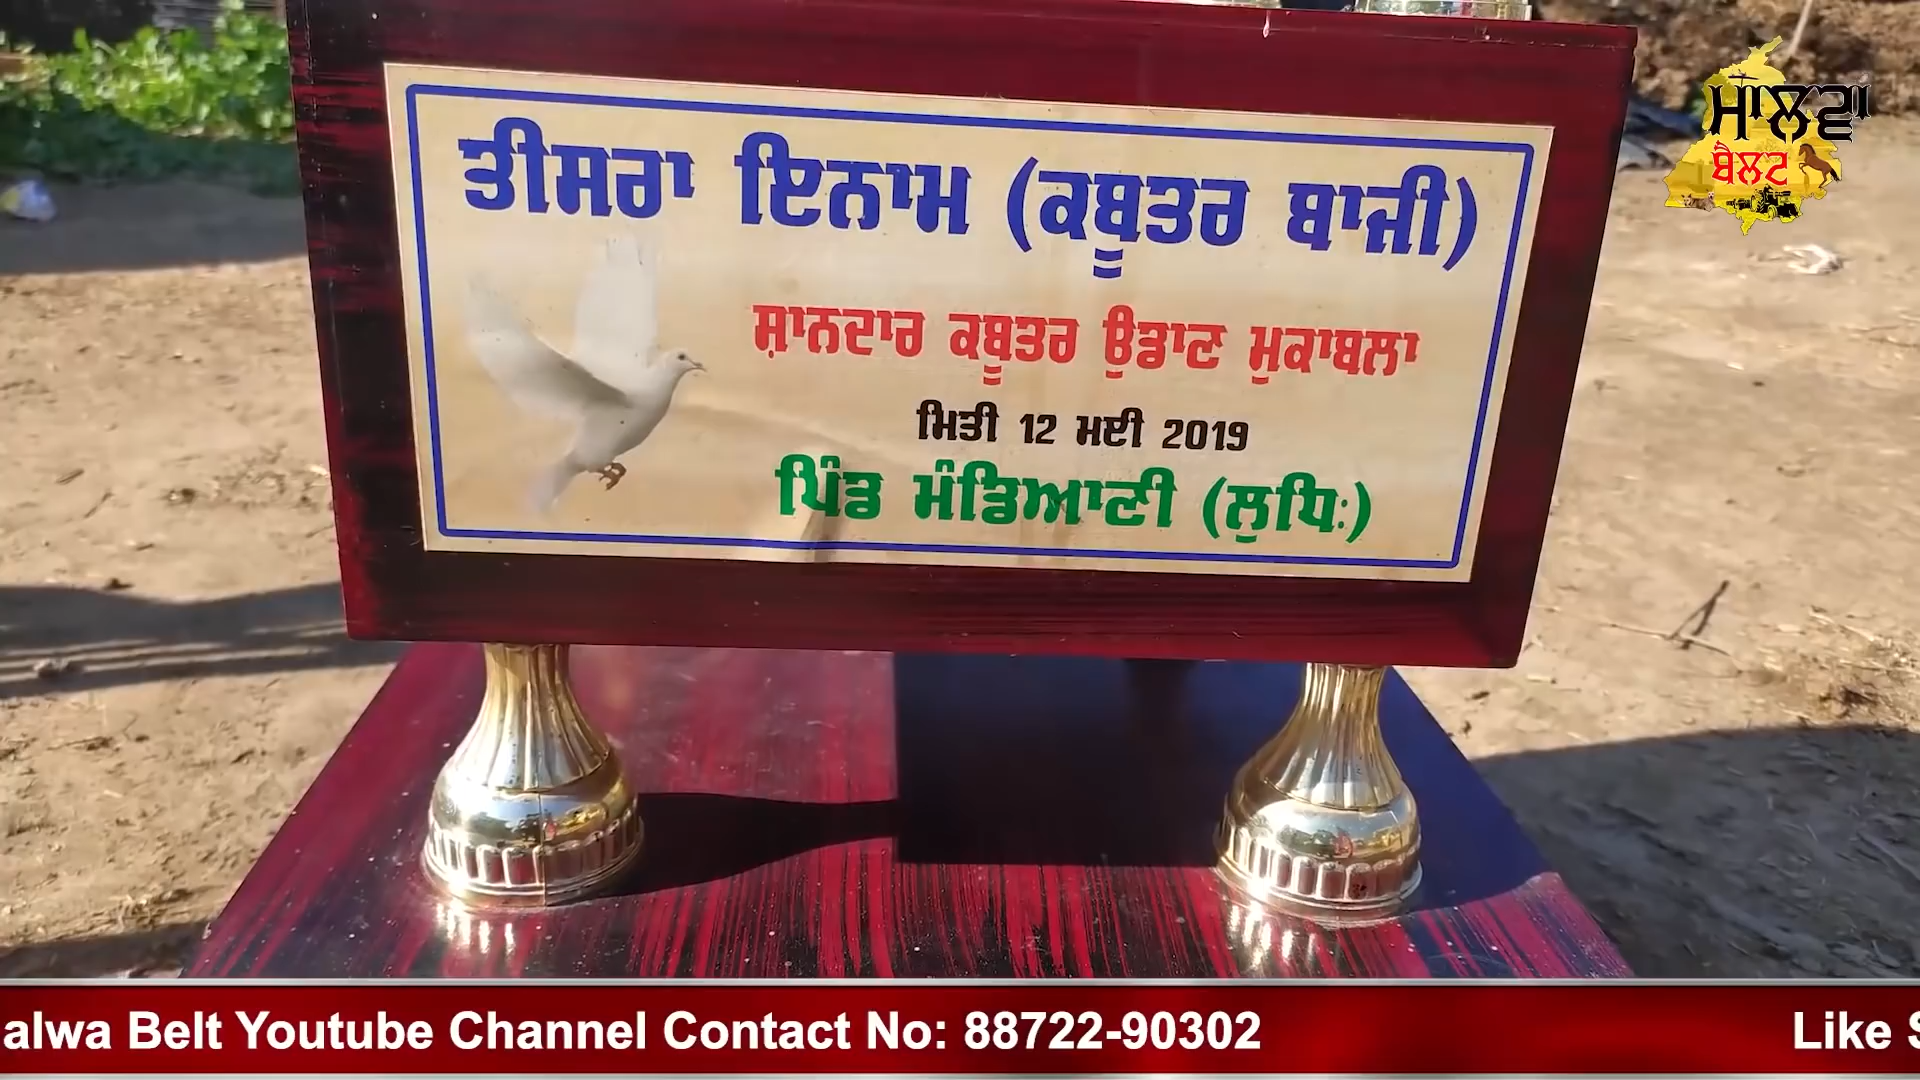 ਤੀਸਰਾ ਇਨਾਮ (ਕਬੂਤਰ ਬਾਜੀ)
ਸ਼ਾਨਦਾਰ ਕਬੂਤਰ ਉਡਾਣ ਮੁਕਾਬਲਾ
ਮਿਤੀ 12 ਮਈ 2019
ਪਿੰਡ ਮੰਡਿਆਣੀ (ਲੁਧਿ:)
ਮਾਲਵਾ
ਬੈਲਟ
alwa Belt Youtube Channel Contact No: 88722-90302
Like S